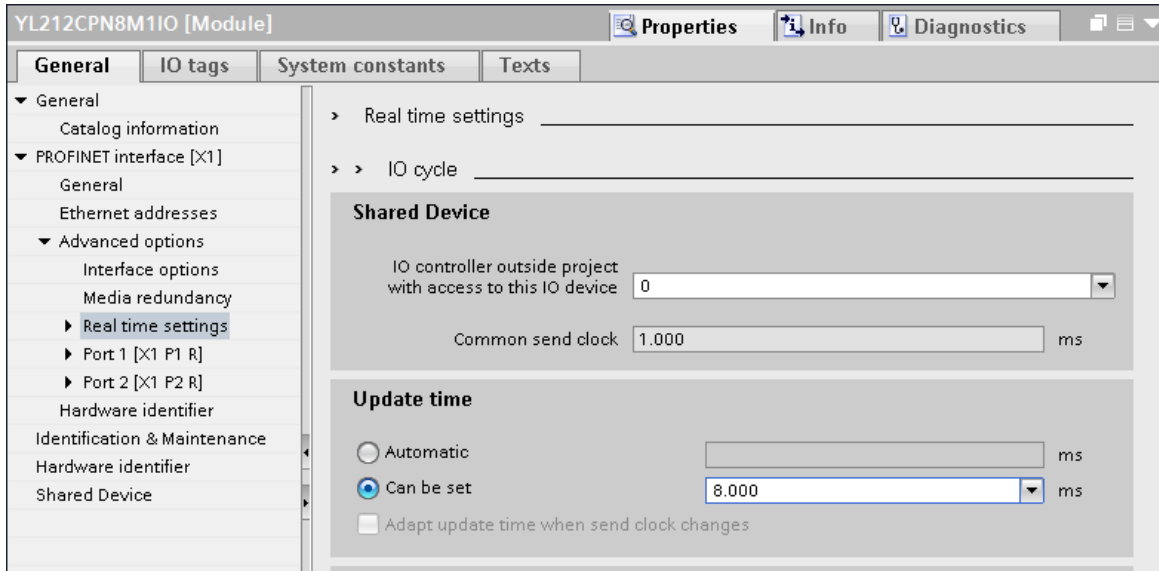 YL212CPN8M1IO [Module]
Properties
Info
Diagnostics
General
IO tags
System constants
Texts
General
Catalog information
PROFINET interface [X1]
General
Ethernet addresses
Advanced options
Interface options
Media redundancy
Real time settings
Port 1 [X1 P1 R]
Port 2 [X1 P2 R]
Hardware identifier
Identification & Maintenance
Hardware identifier
Shared Device
Real time settings
IO cycle
Shared Device
IO controller outside project
with access to this IO device
0
Common send clock
1.000
ms
Update time
Automatic
ms
Can be set
8.000
ms
Adapt update time when send clock changes